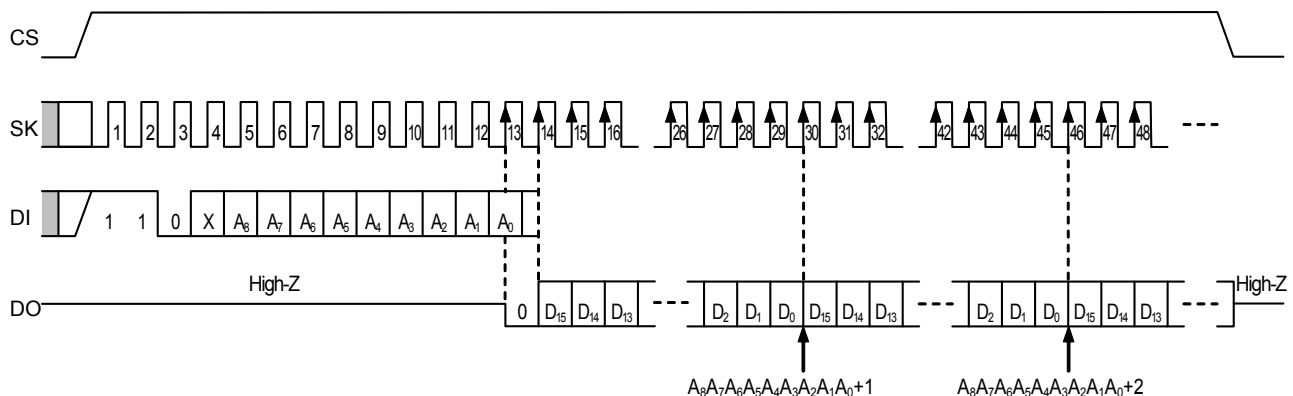 CS
SK 1 2 3 4 5 6 7 8 9 10 11 12 13 14 15 16 26 27 28 29 30 31 32 42 43 44 45 46 47 48
DI 1 1 0 X A₈ A₇ A₆ A₅ A₄ A₃ A₂ A₁ A₀
High-Z High-Z
DO 0 D₁₅ D₁₄ D₁₃ D₂ D₁ D₀ D₁₅ D₁₄ D₁₃ D₂ D₁ D₀ D₁₅ D₁₄ D₁₃
A₈A₇A₆A₅A₄A₃A₂A₁A₀+1 A₈A₇A₆A₅A₄A₃A₂A₁A₀+2